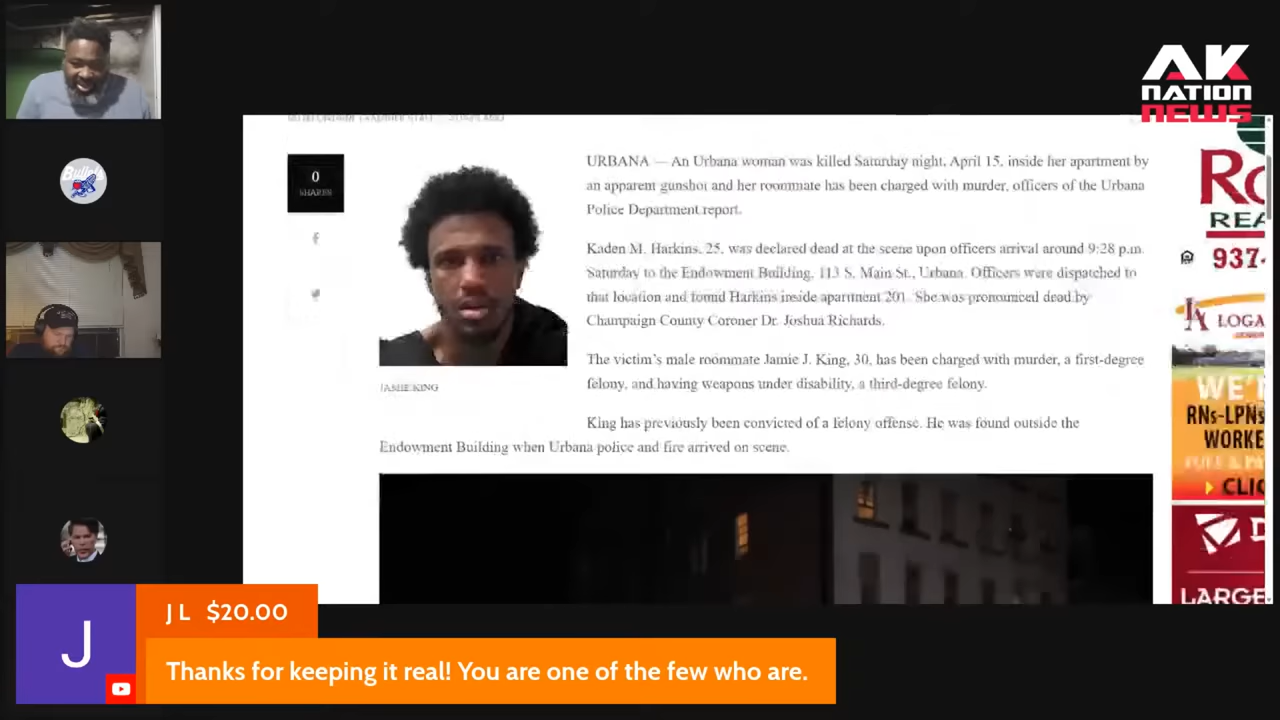 AK
NATION
NEWS
0
SHARES
URBANA — An Urbana woman was killed Saturday night, April 15, inside her apartment by
an apparent gunshot and her roommate has been charged with murder, officers of the Urbana
Police Department report.
Kaden M. Harkins, 25, was declared dead at the scene upon officers arrival around 9:28 p.m.
Saturday to the Endowment Building, 113 S. Main St., Urbana. Officers were dispatched to
that location and found Harkins inside apartment 201. She was pronounced dead by
Champaign County Coroner Dr. Joshua Richards.
The victim's male roommate Jamie J. King, 30, has been charged with murder, a first-degree
felony, and having weapons under disability, a third-degree felony.
JAMIE KING
King has previously been convicted of a felony offense. He was found outside the
Endowment Building when Urbana police and fire arrived on scene.
REA
937-
LA LOGA
WE'R
RNs-LPNs
WORKE
CLIC
D
LARGE
Bullets
J
J L $20.00
Thanks for keeping it real! You are one of the few who are.